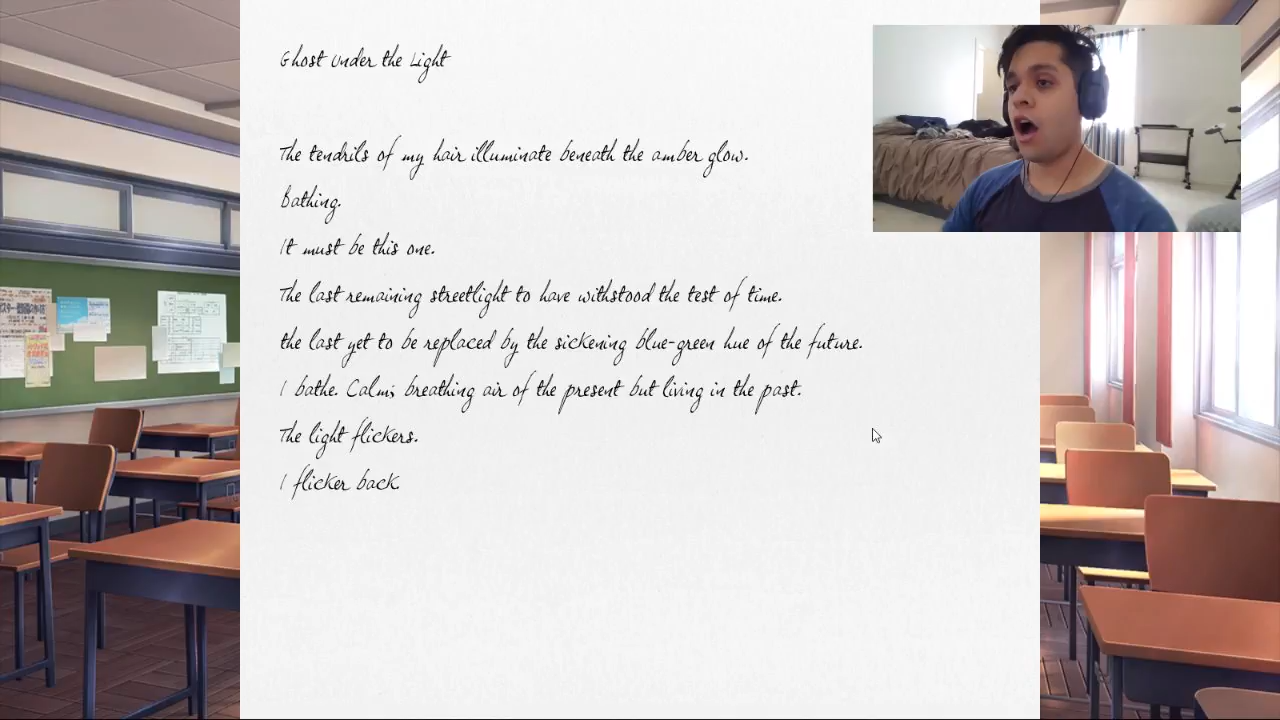 Ghost Under the Light
The tendrils of my hair illuminate beneath the amber glow.
Bathing.
It must be this one.
The last remaining streetlight to have withstood the test of time.
the last yet to be replaced by the sickening blue-green hue of the future.
I bathe. Calm; breathing air of the present but living in the past.
The light flickers.
I flicker back.